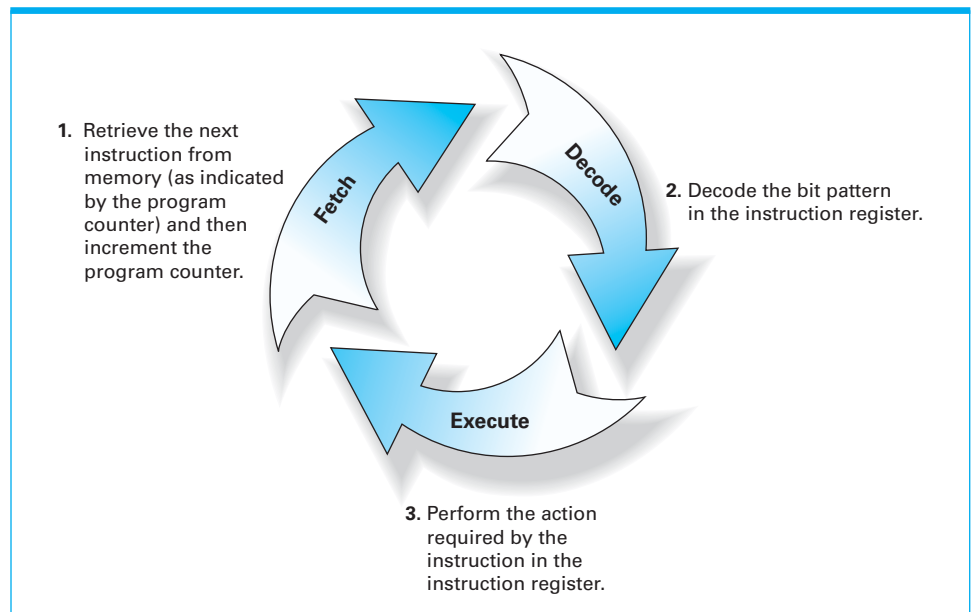 1. Retrieve the next
instruction from
memory (as indicated
by the program
counter) and then
increment the
program counter.
Fetch
Decode
2. Decode the bit pattern
in the instruction register.
Execute
3. Perform the action
required by the
instruction in the
instruction register.